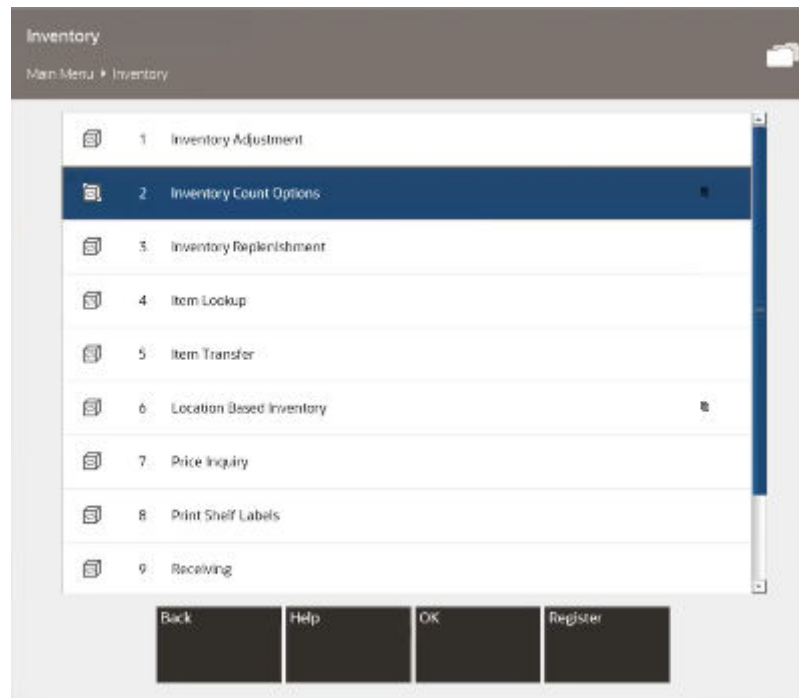 Inventory
Main Menu ▸ Inventory
1 Inventory Adjustment
2 Inventory Count Options
3 Inventory Replenishment
4 Item Lookup
5 Item Transfer
6 Location Based Inventory
7 Price Inquiry
8 Print Shelf Labels
9 Receiving
Back Help OK Register